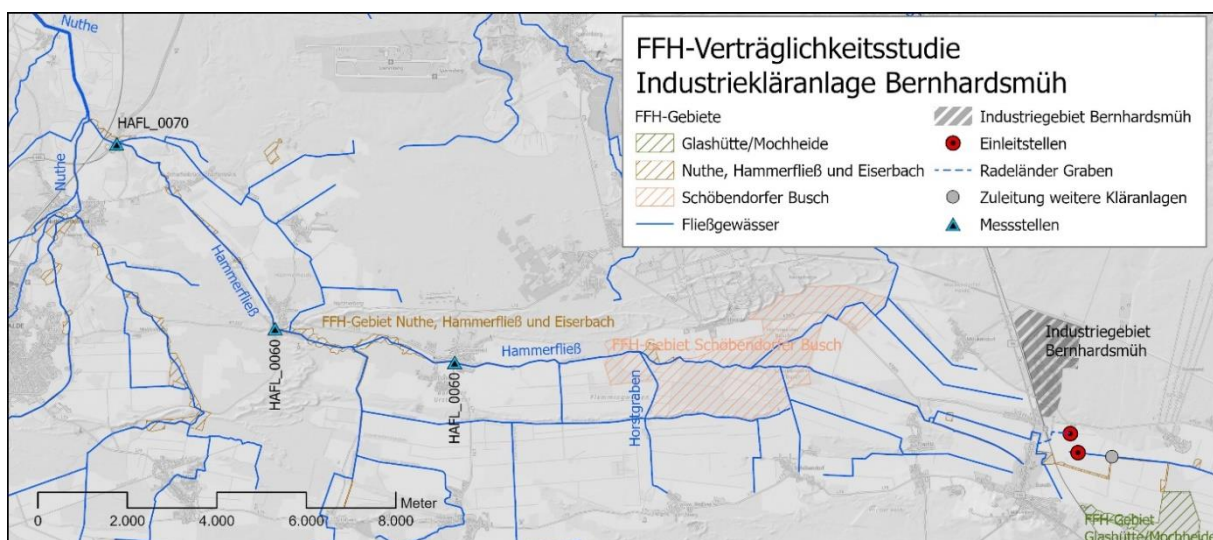 FFH-Verträglichkeitsstudie
Industriekläranlage Bernhardsmüh
FFH-Gebiete
Glashütte/Mochheide
Nuthe, Hammerfließ und Eiserbach
Schöbendorfer Busch
Fließgewässer
Industriegebiet Bernhardsmüh
Einleitstellen
Radeländer Graben
Zuleitung weitere Kläranlagen
Messstellen
Nuthe
HAFL_0070
Nuthe
Hammerfließ
HAFL_0060
FFH-Gebiet Nuthe, Hammerfließ und Eiserbach
Hammerfließ
HAFL_0060
FFH-Gebiet Schöbendorfer Busch
Horstgraben
Industriegebiet
Bernhardsmüh
FFH-Gebiet
Glashütte/Mochheide
Meter
0 2.000 4.000 6.000 8.000